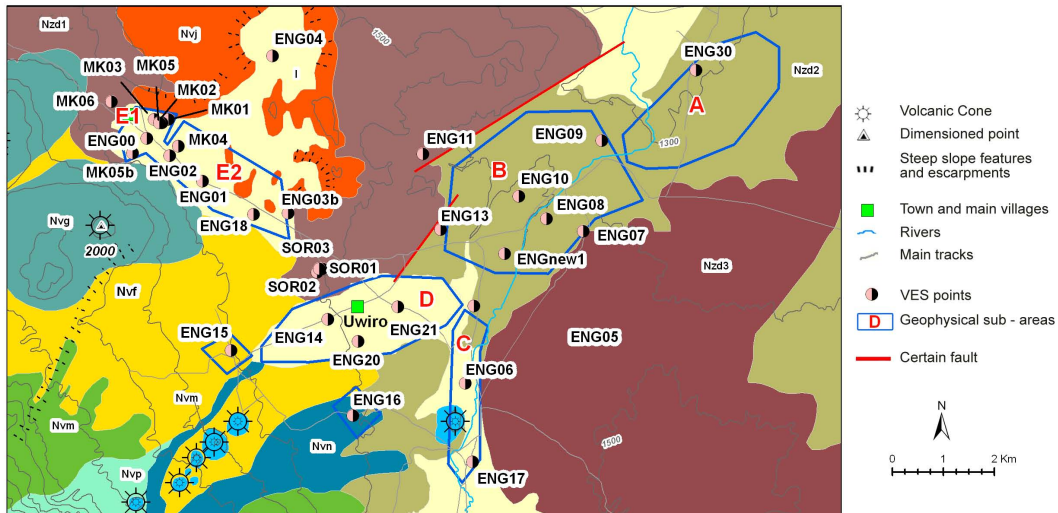 Nzd1
Nvj
ENG04
1500
ENG30
Nzd2
MK03
MK05
MK02
MK06
MK01
I
A
E1
ENG00
MK04
ENG11
ENG09
1300
B
MK05b
ENG02
E2
ENG10
ENG01
ENG03b
ENG08
Nvg
ENG18
ENG13
ENG07
2000
SOR03
ENGnew1
Nzd3
SOR01
Nvf
SOR02
D
Uwiro
ENG15
ENG14
ENG21
C
ENG05
ENG20
Nvm
ENG06
ENG16
Nvm
Nvn
1500
ENG17
Nvp
Volcanic Cone
Dimensioned point
Steep slope features
and escarpments
Town and main villages
Rivers
Main tracks
VES points
D Geophysical sub - areas
Certain fault
N
0 1 2 Km